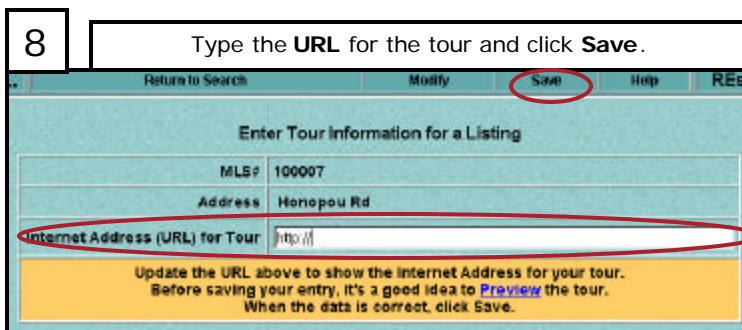 8
Type the URL for the tour and click Save.
Return to Search Modify Save Help REs
Enter Tour Information for a Listing
MLS# 100007
Address Honopou Rd
Internet Address (URL) for Tour http://
Update the URL above to show the Internet Address for your tour.
Before saving your entry, it's a good idea to Preview the tour.
When the data is correct, click Save.